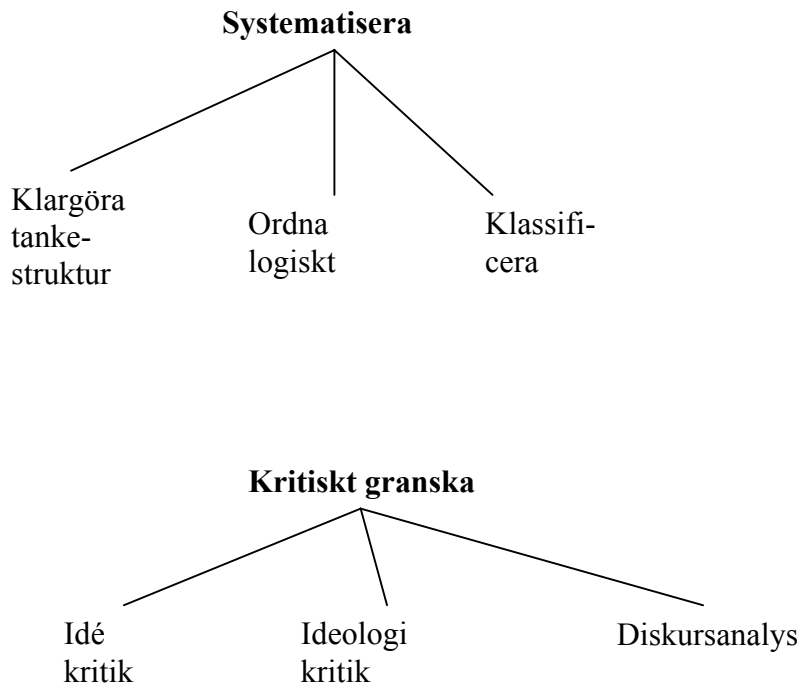 Systematisera
Klargöra
tanke-
struktur
Ordna
logiskt
Klassifi-
cera
Kritiskt granska
Idé
kritik
Ideologi
kritik
Diskursanalys